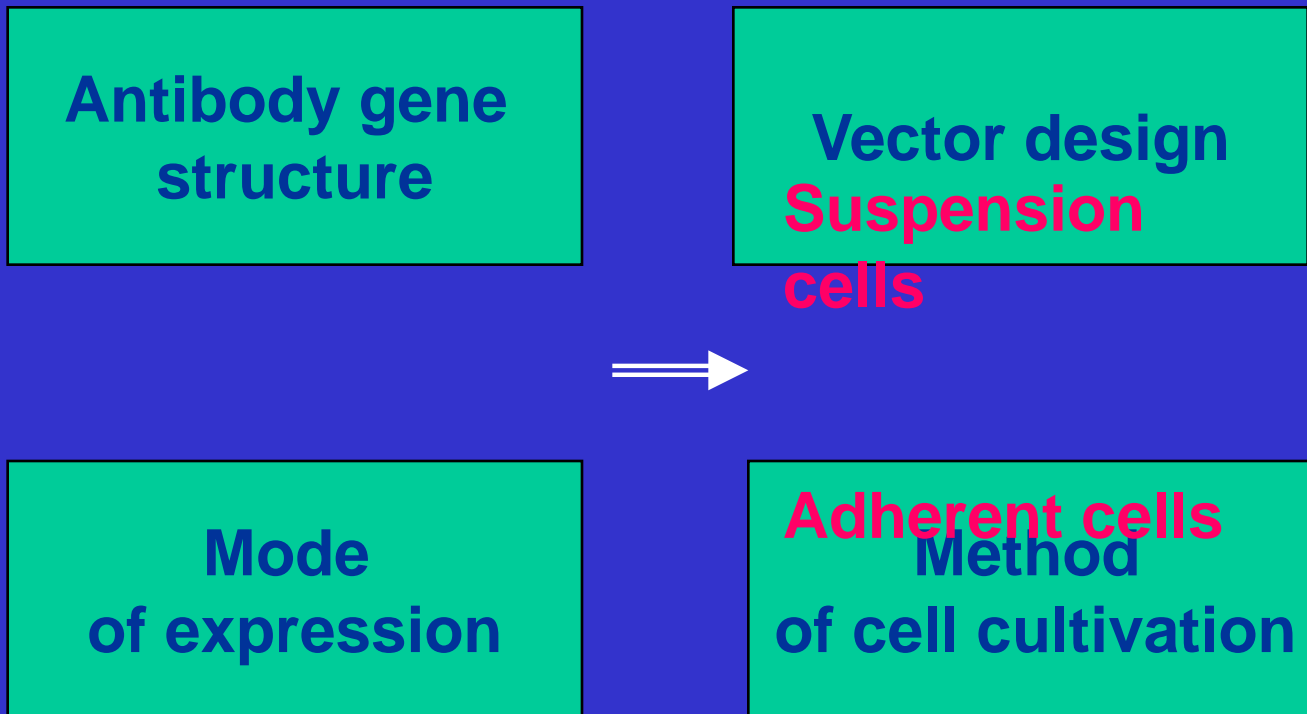 Antibody gene
structure
Vector design
Suspension
cells
Mode
of expression
Adherent cells
Method
of cell cultivation